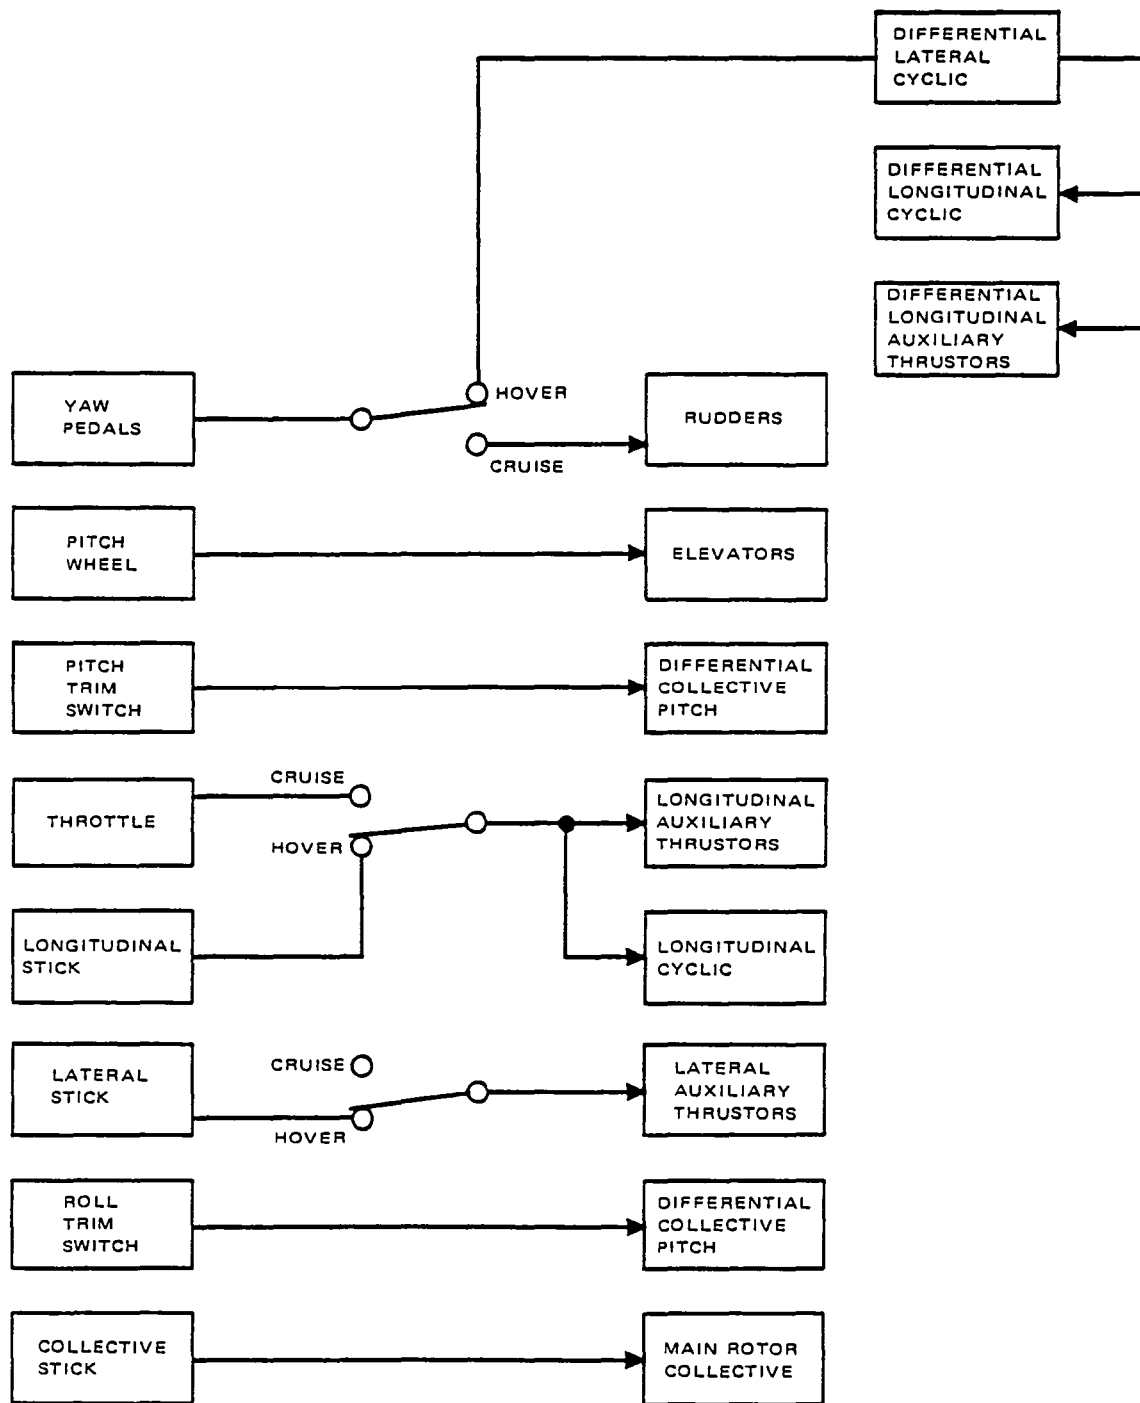 DIFFERENTIAL
LATERAL
CYCLIC
DIFFERENTIAL
LONGITUDINAL
CYCLIC
DIFFERENTIAL
LONGITUDINAL
AUXILIARY
THRUSTORS
YAW
PEDALS
HOVER
CRUISE
RUDDERS
PITCH
WHEEL
ELEVATORS
PITCH
TRIM
SWITCH
DIFFERENTIAL
COLLECTIVE
PITCH
THROTTLE
CRUISE
HOVER
LONGITUDINAL
AUXILIARY
THRUSTORS
LONGITUDINAL
STICK
LONGITUDINAL
CYCLIC
LATERAL
STICK
CRUISE
HOVER
LATERAL
AUXILIARY
THRUSTORS
ROLL
TRIM
SWITCH
DIFFERENTIAL
COLLECTIVE
PITCH
COLLECTIVE
STICK
MAIN ROTOR
COLLECTIVE